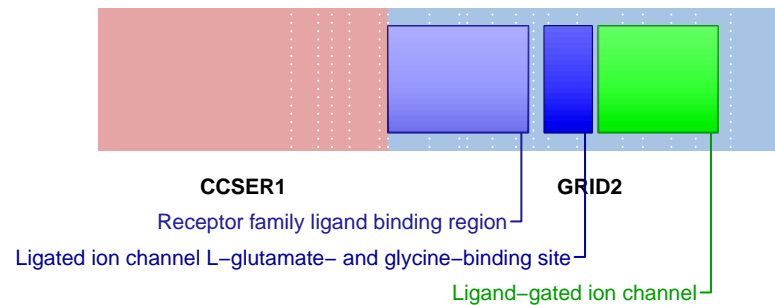 CCSER1 GRID2
Receptor family ligand binding region
Ligated ion channel L−glutamate− and glycine−binding site
Ligand−gated ion channel